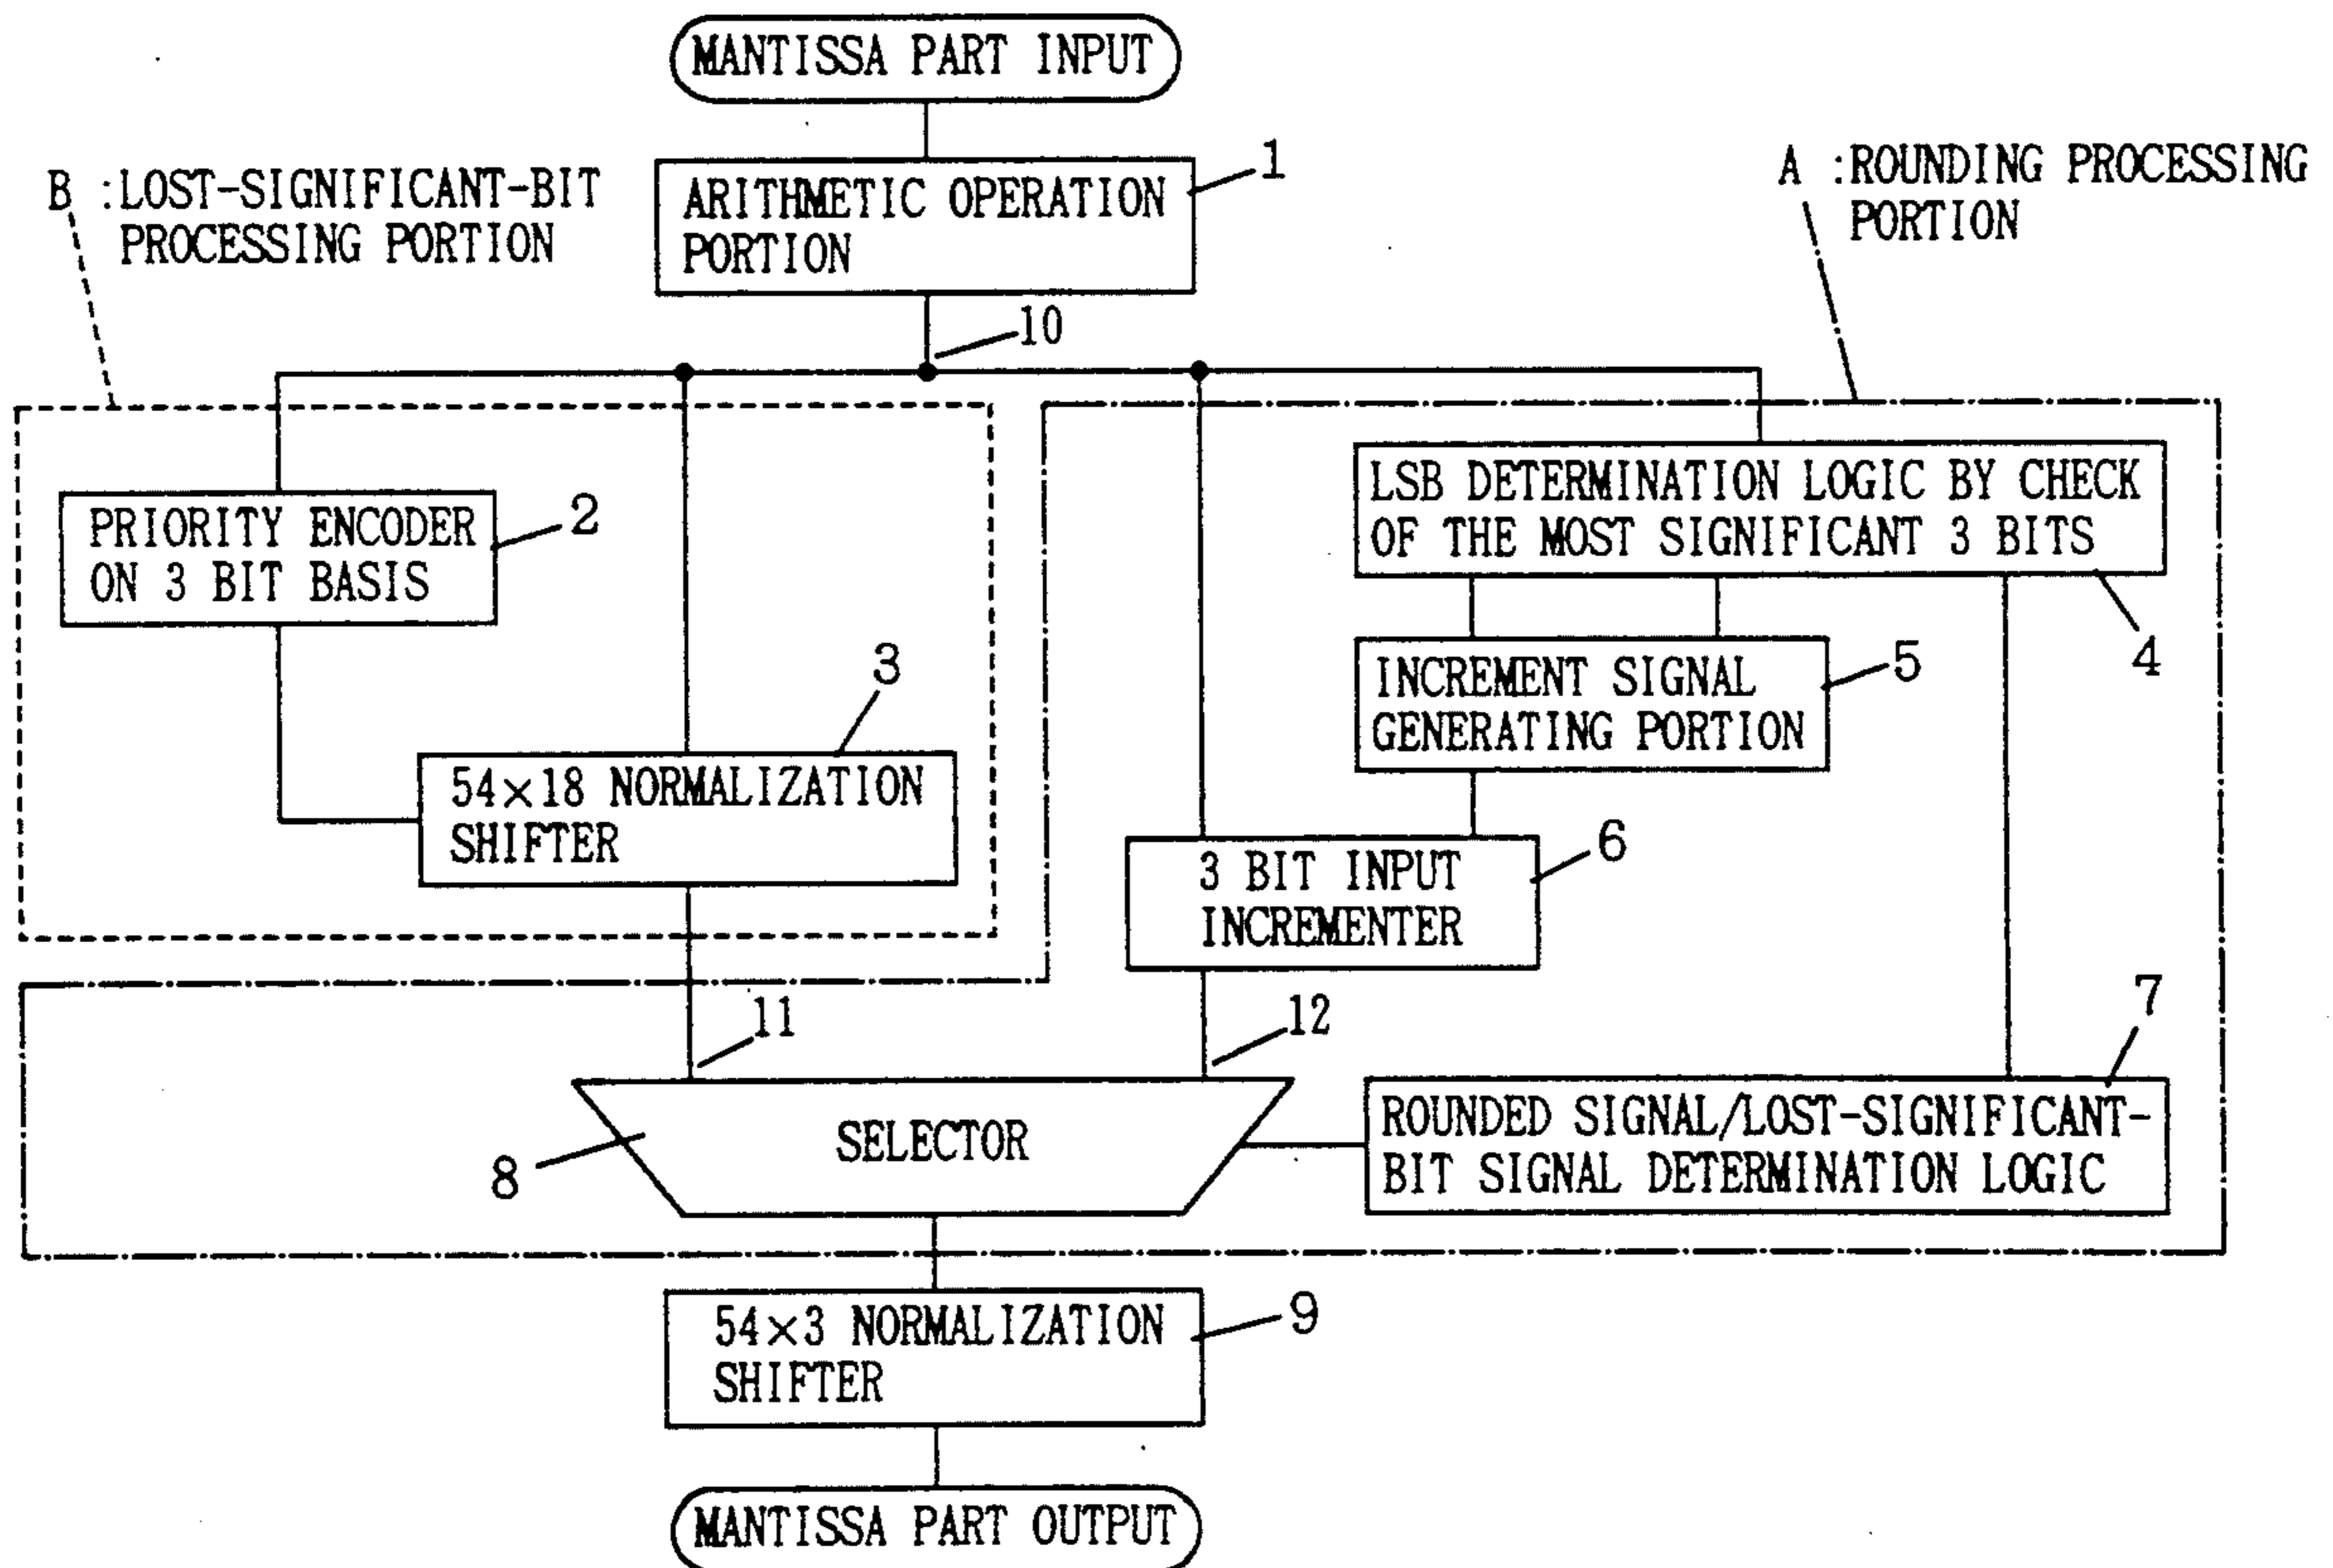 MANTISSA PART INPUT
1
ARITHMETIC OPERATION
PORTION
B :LOST-SIGNIFICANT-BIT
PROCESSING PORTION
A :ROUNDING PROCESSING
PORTION
10
PRIORITY ENCODER
ON 3 BIT BASIS
2
LSB DETERMINATION LOGIC BY CHECK
OF THE MOST SIGNIFICANT 3 BITS
4
3
54×18 NORMALIZATION
SHIFTER
INCREMENT SIGNAL
GENERATING PORTION
5
3 BIT INPUT
INCREMENTER
6
11
12
7
SELECTOR
8
ROUNDED SIGNAL/LOST-SIGNIFICANT-
BIT SIGNAL DETERMINATION LOGIC
54×3 NORMALIZATION
SHIFTER
9
MANTISSA PART OUTPUT